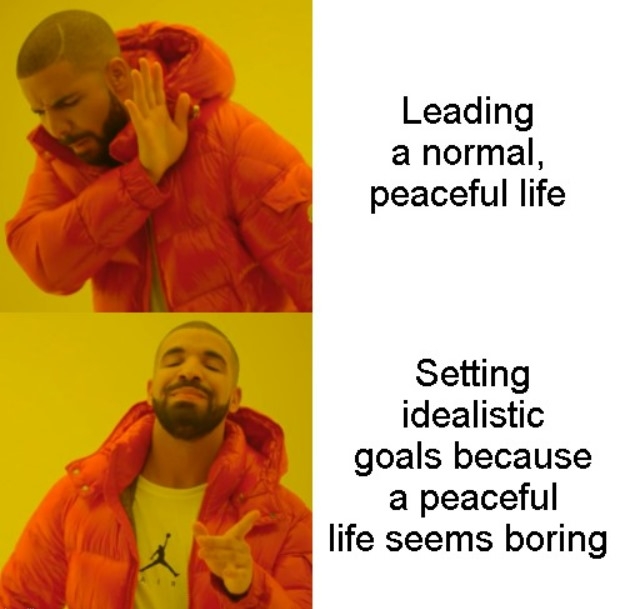 Leading
a normal,
peaceful life
Setting
idealistic
goals because
a peaceful
life seems boring